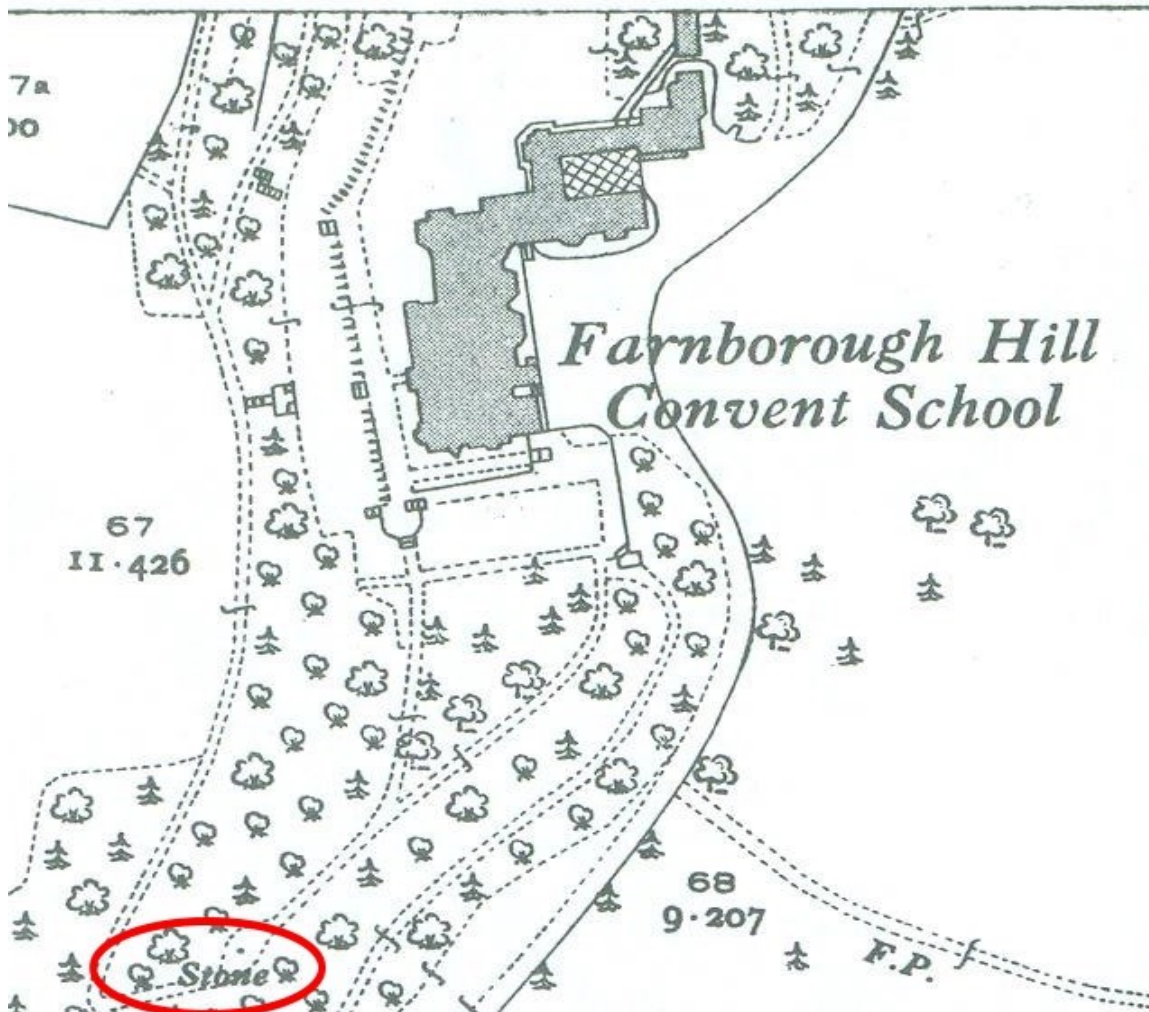 7a
00
Farnborough Hill
Convent School
67
11·426
68
9·207
F.P.
Stone